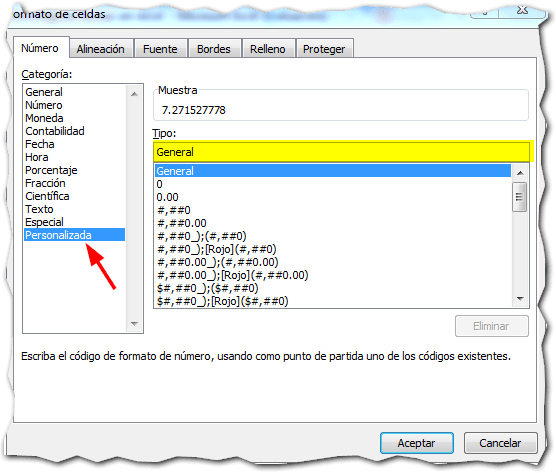 ormato de celdas
Número
Alineación
Fuente
Bordes
Relleno
Proteger
Categoría:
General
Número
Moneda
Contabilidad
Fecha
Hora
Porcentaje
Fracción
Científica
Texto
Especial
Personalizada
Muestra
7.271527778
Tipo:
General
General
0
0.00
#,##0
#,##0.00
#,##0_);(#,##0)
#,##0_);[Rojo](#,##0)
#,##0.00_);(#,##0.00)
#,##0.00_);[Rojo](#,##0.00)
$#,##0_);($#,##0)
$#,##0_);[Rojo]($#,##0)
Eliminar
Escriba el código de formato de número, usando como punto de partida uno de los códigos existentes.
Aceptar
Cancelar